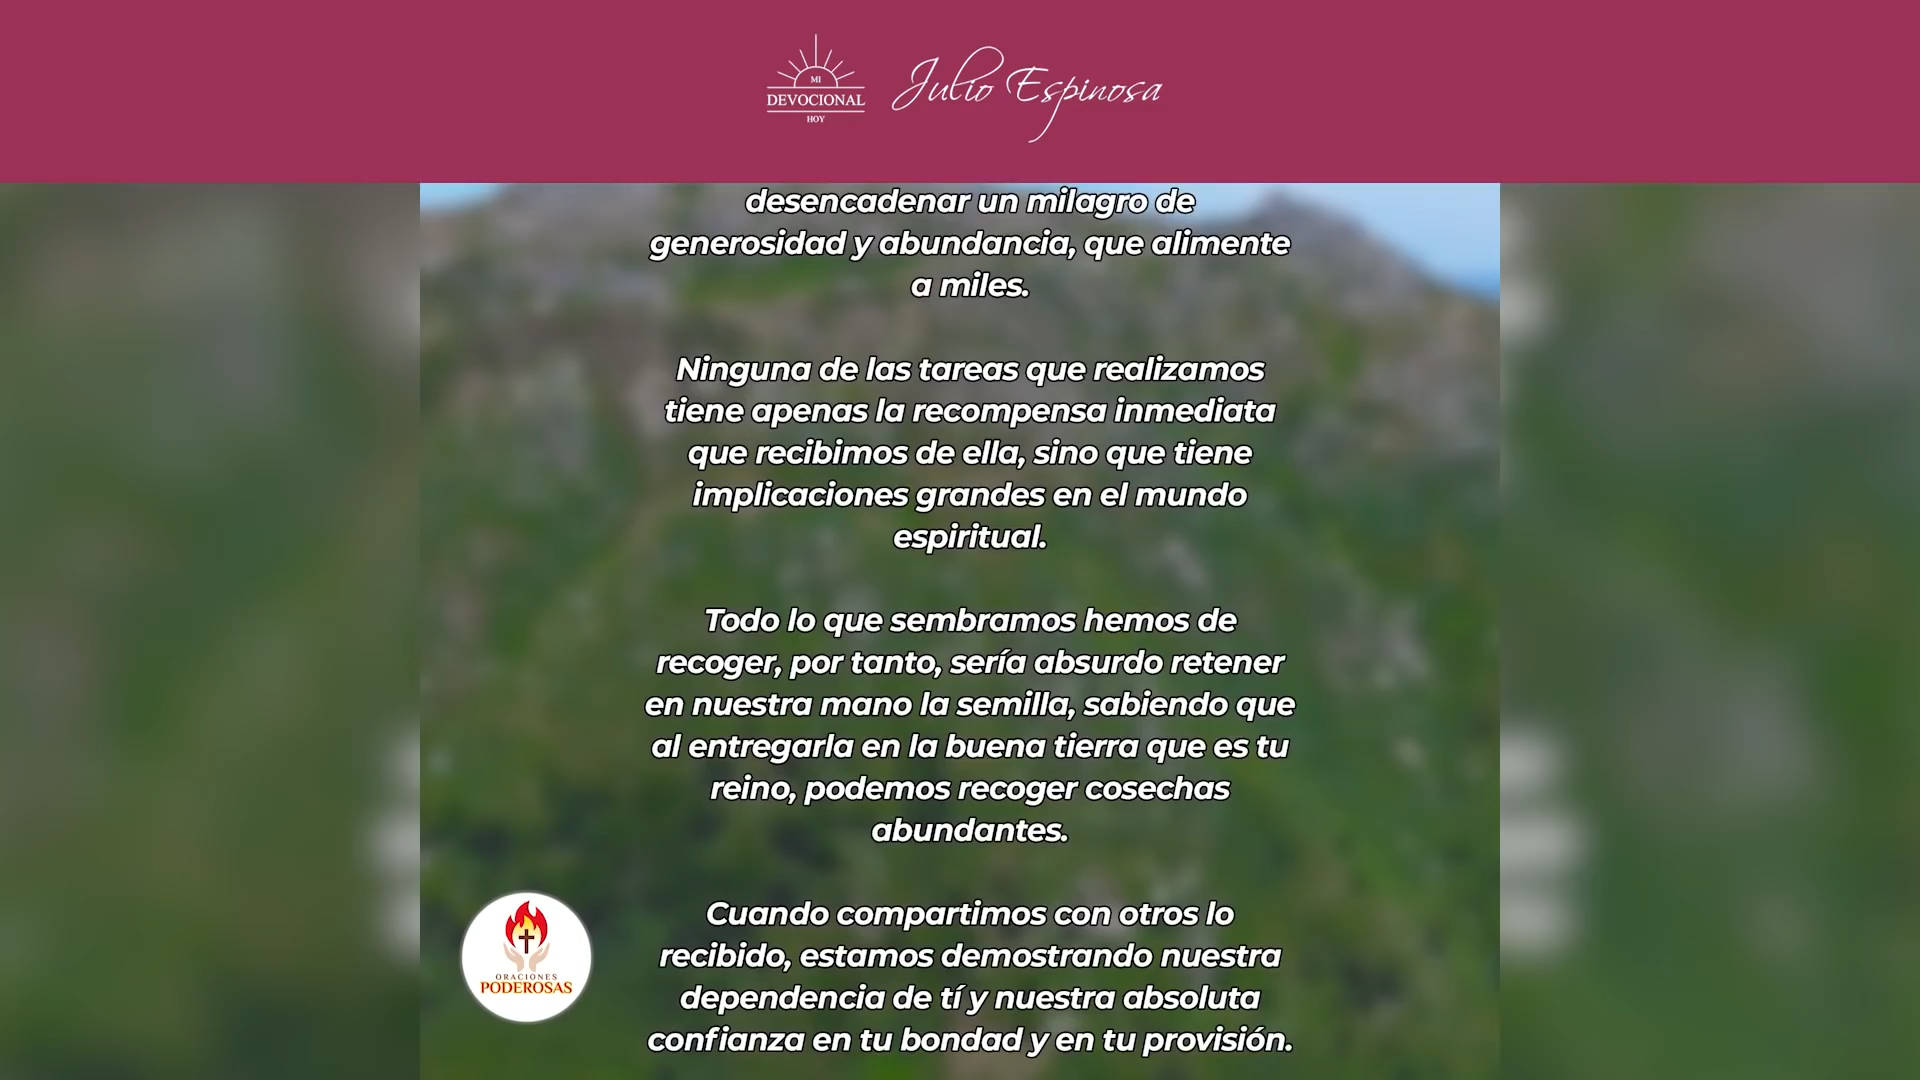 MI
DEVOCIONAL
HOY
Julio Espinosa
desencadenar un milagro de
generosidad y abundancia, que alimente
a miles.
Ninguna de las tareas que realizamos
tiene apenas la recompensa inmediata
que recibimos de ella, sino que tiene
implicaciones grandes en el mundo
espiritual.
Todo lo que sembramos hemos de
recoger, por tanto, sería absurdo retener
en nuestra mano la semilla, sabiendo que
al entregarla en la buena tierra que es tu
reino, podemos recoger cosechas
abundantes.
Cuando compartimos con otros lo
recibido, estamos demostrando nuestra
dependencia de tí y nuestra absoluta
confianza en tu bondad y en tu provisión.
ORACIONES
PODEROSAS